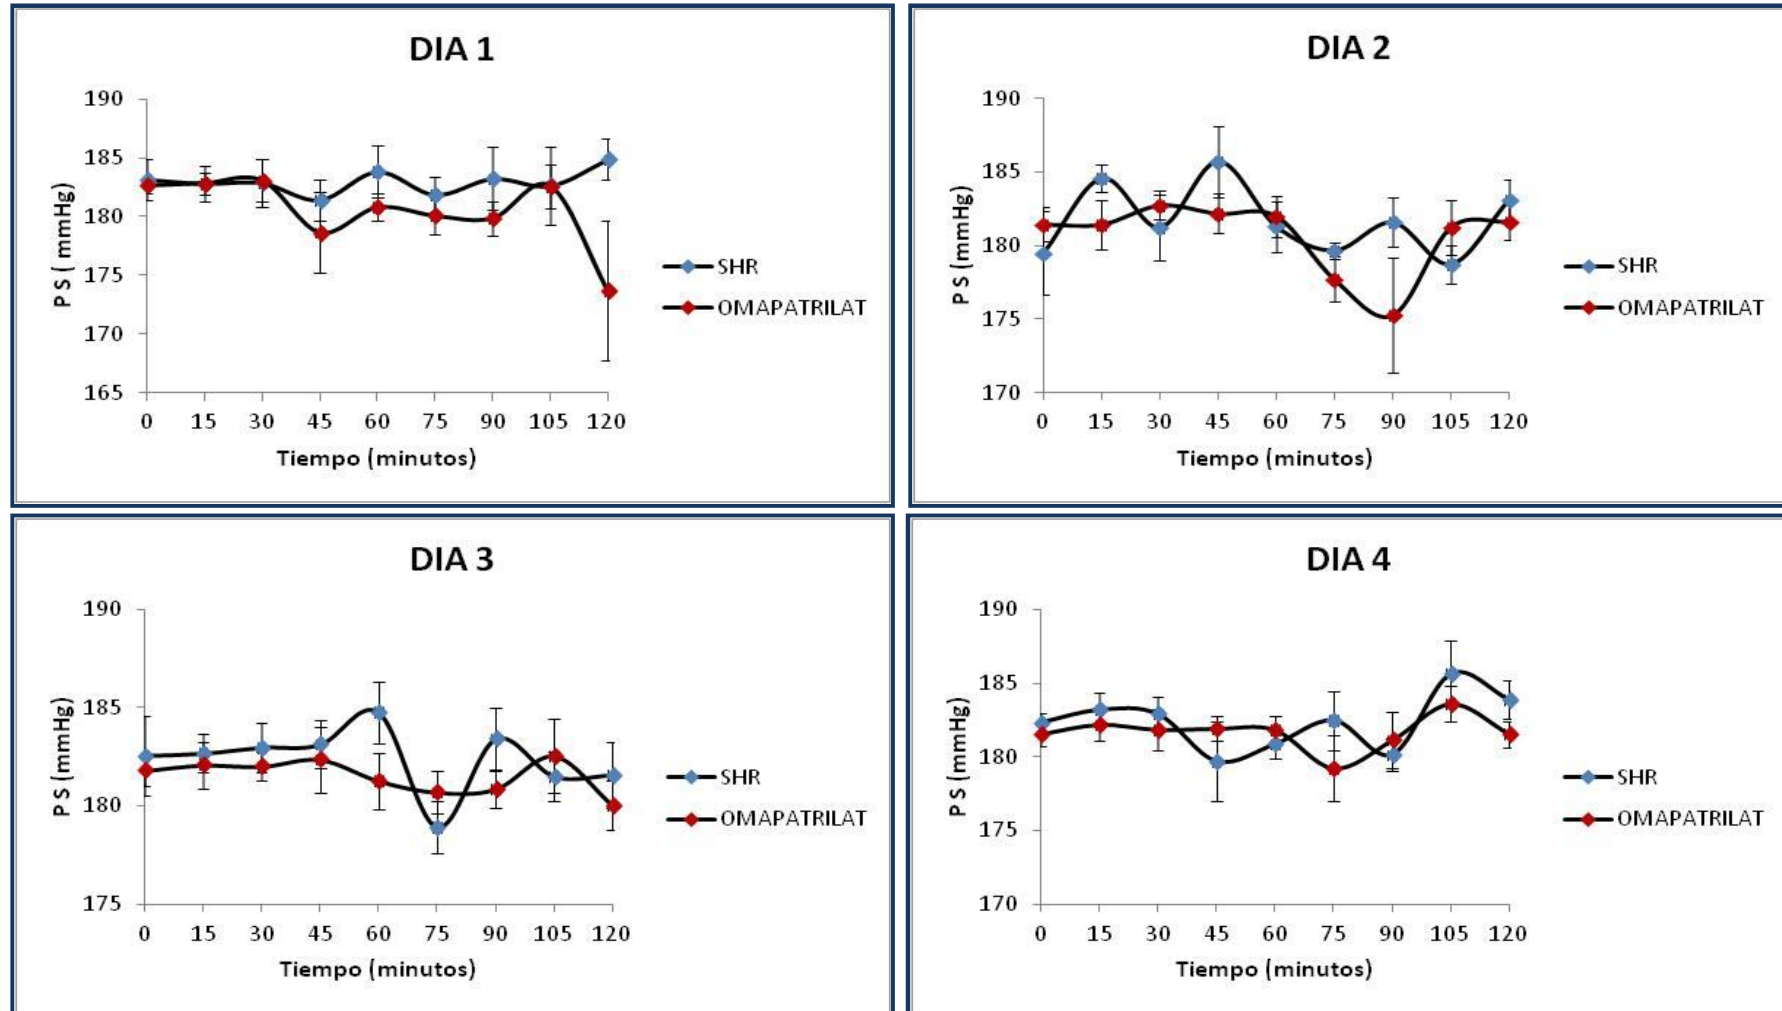 DIA 1
190
185
180
175
170
165
P S ( mmHg)
0 15 30 45 60 75 90 105 120
Tiempo (minutos)
SHR
OMAPATRILAT
DIA 2
190
185
180
175
170
P S (mmHg)
0 15 30 45 60 75 90 105 120
Tiempo (minutos)
SHR
OMAPATRILAT
DIA 3
190
185
180
175
P S (mmHg)
0 15 30 45 60 75 90 105 120
Tiempo (minutos)
SHR
OMAPATRILAT
DIA 4
190
185
180
175
170
P S (mmHg)
0 15 30 45 60 75 90 105 120
Tiempo (minutos)
SHR
OMAPATRILAT